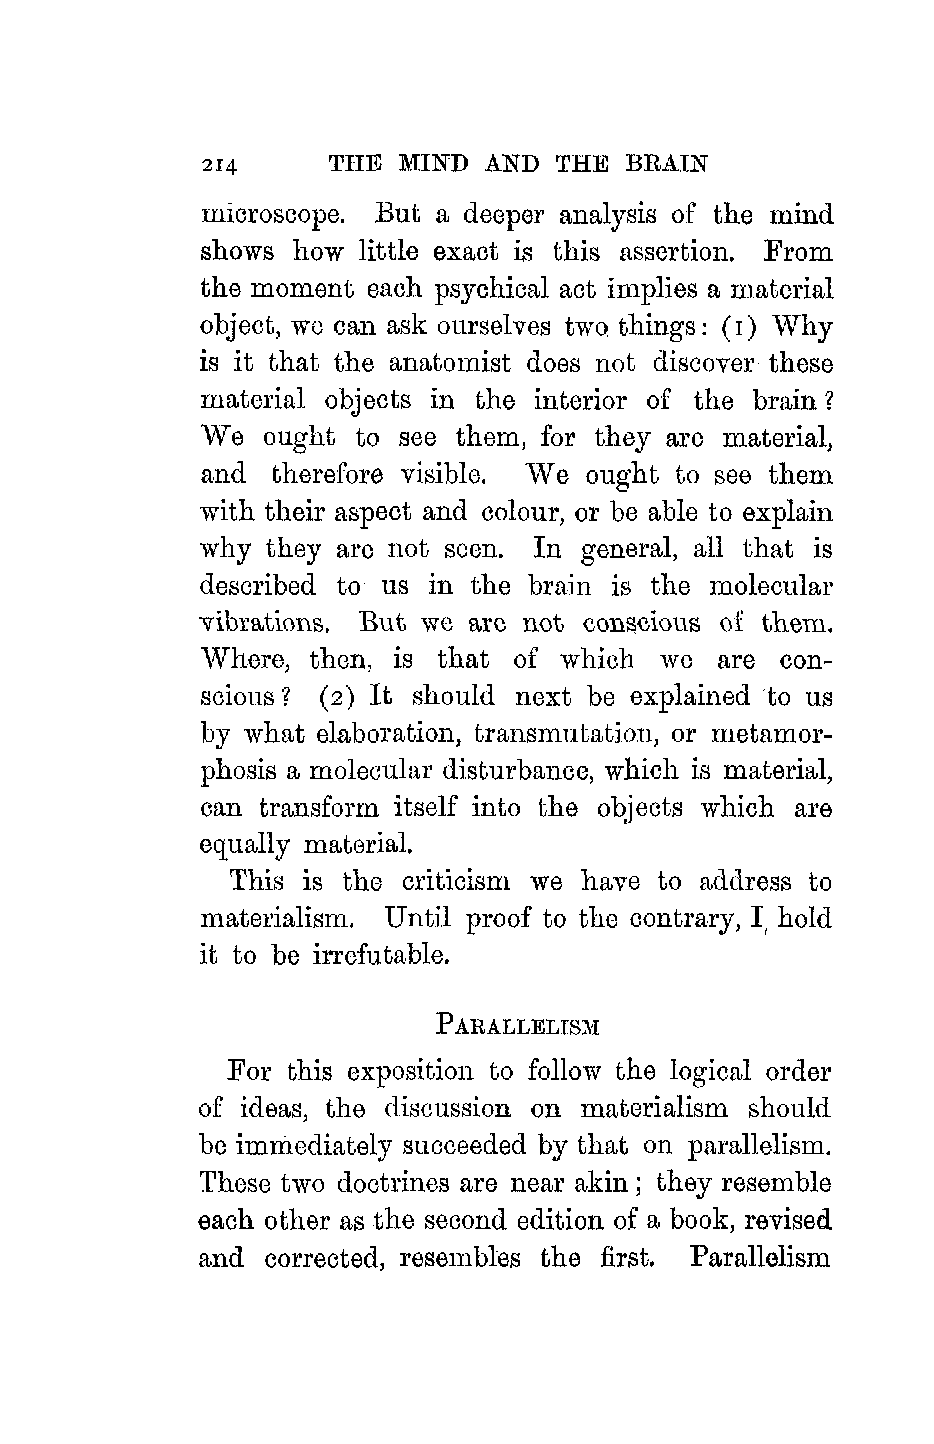 214 THE MIND AND THE BRAIN
microscope. But a deeper analysis of the mind
shows how little exact is this assertion. From
the moment each psychical act implies a material
object, we can ask ourselves two things: (1) Why
is it that the anatomist does not discover these
material objects in the interior of the brain?
We ought to see them, for they are material,
and therefore visible. We ought to see them
with their aspect and colour, or be able to explain
why they are not seen. In general, all that is
described to us in the brain is the molecular
vibrations. But we are not conscious of them.
Where, then, is that of which we are con-
scious? (2) It should next be explained to us
by what elaboration, transmutation, or metamor-
phosis a molecular disturbance, which is material,
can transform itself into the objects which are
equally material.
This is the criticism we have to address to
materialism. Until proof to the contrary, I hold
it to be irrefutable.
PARALLELISM
For this exposition to follow the logical order
of ideas, the discussion on materialism should
be immediately succeeded by that on parallelism.
These two doctrines are near akin; they resemble
each other as the second edition of a book, revised
and corrected, resembles the first. Parallelism